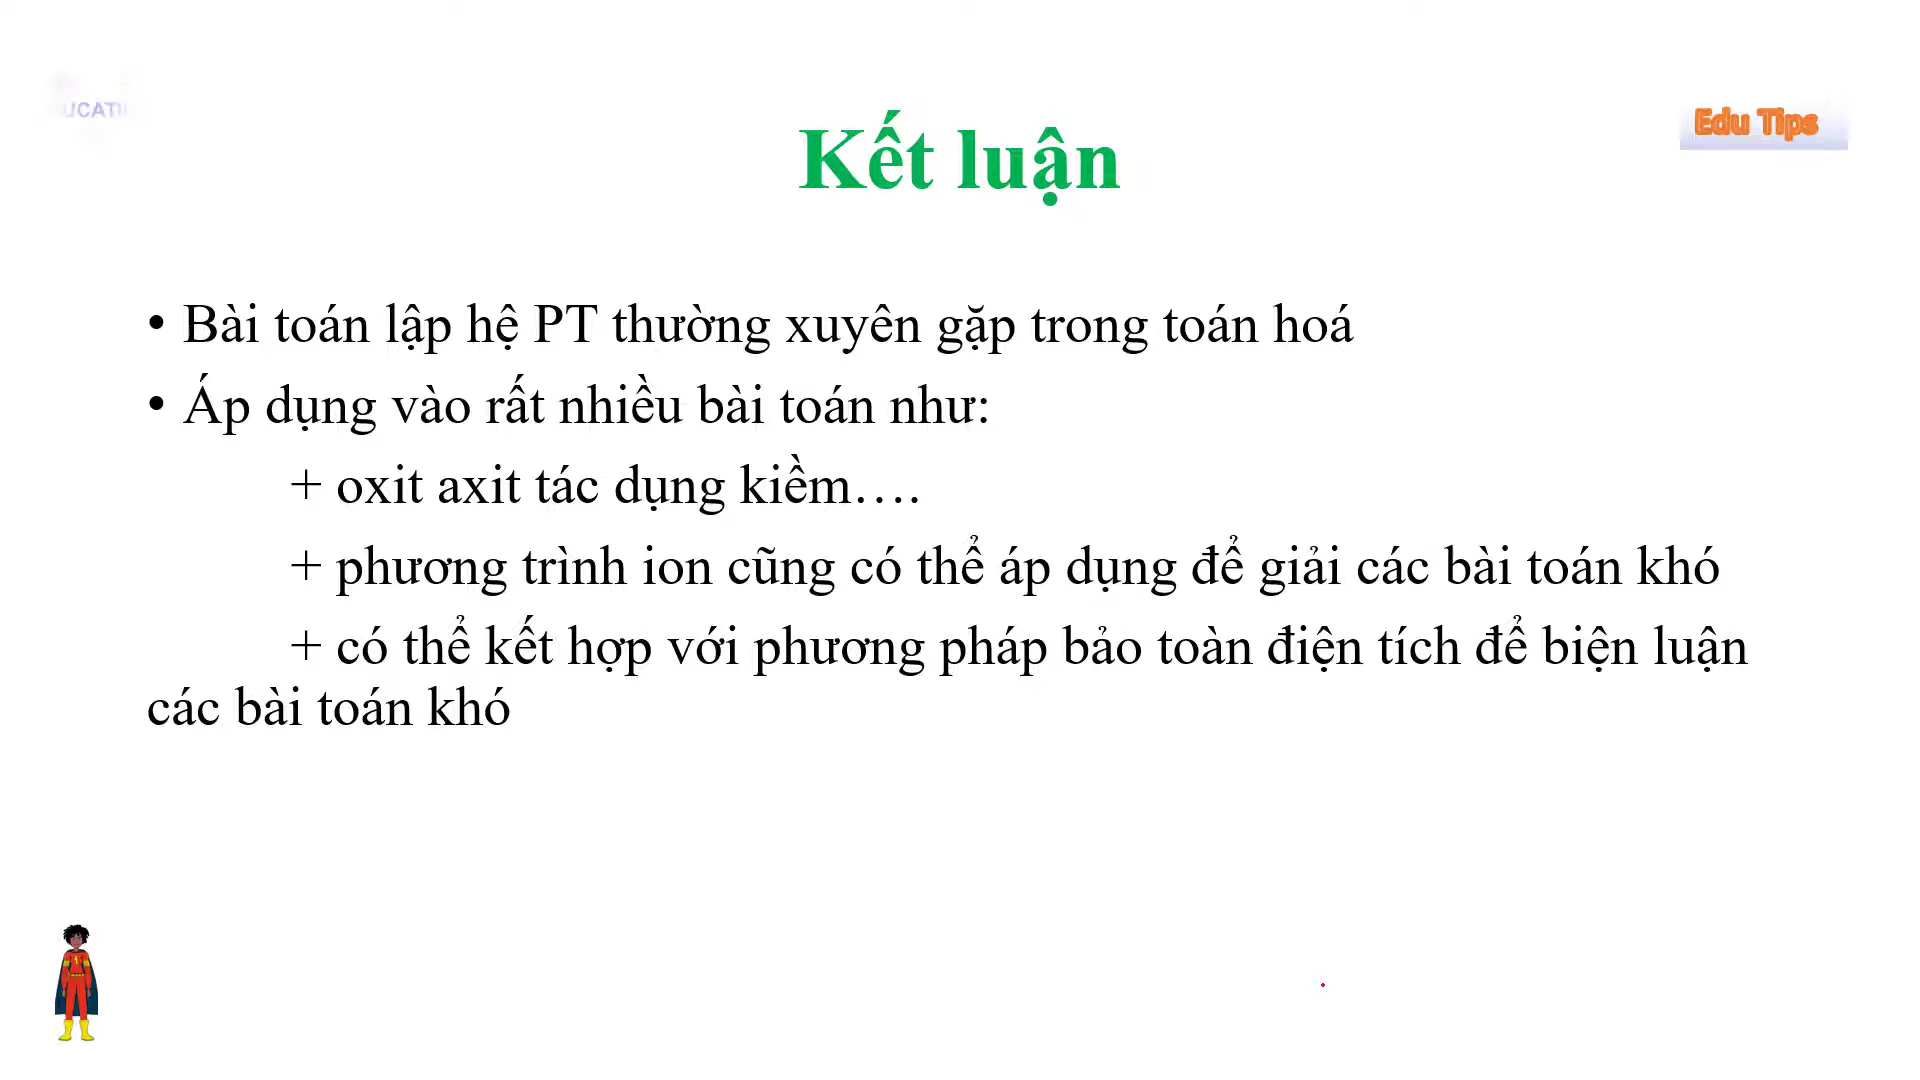 Edu Tips
Kết luận
• Bài toán lập hệ PT thường xuyên gặp trong toán hoá
• Áp dụng vào rất nhiều bài toán như:
+ oxit axit tác dụng kiềm….
+ phương trình ion cũng có thể áp dụng để giải các bài toán khó
+ có thể kết hợp với phương pháp bảo toàn điện tích để biện luận
các bài toán khó